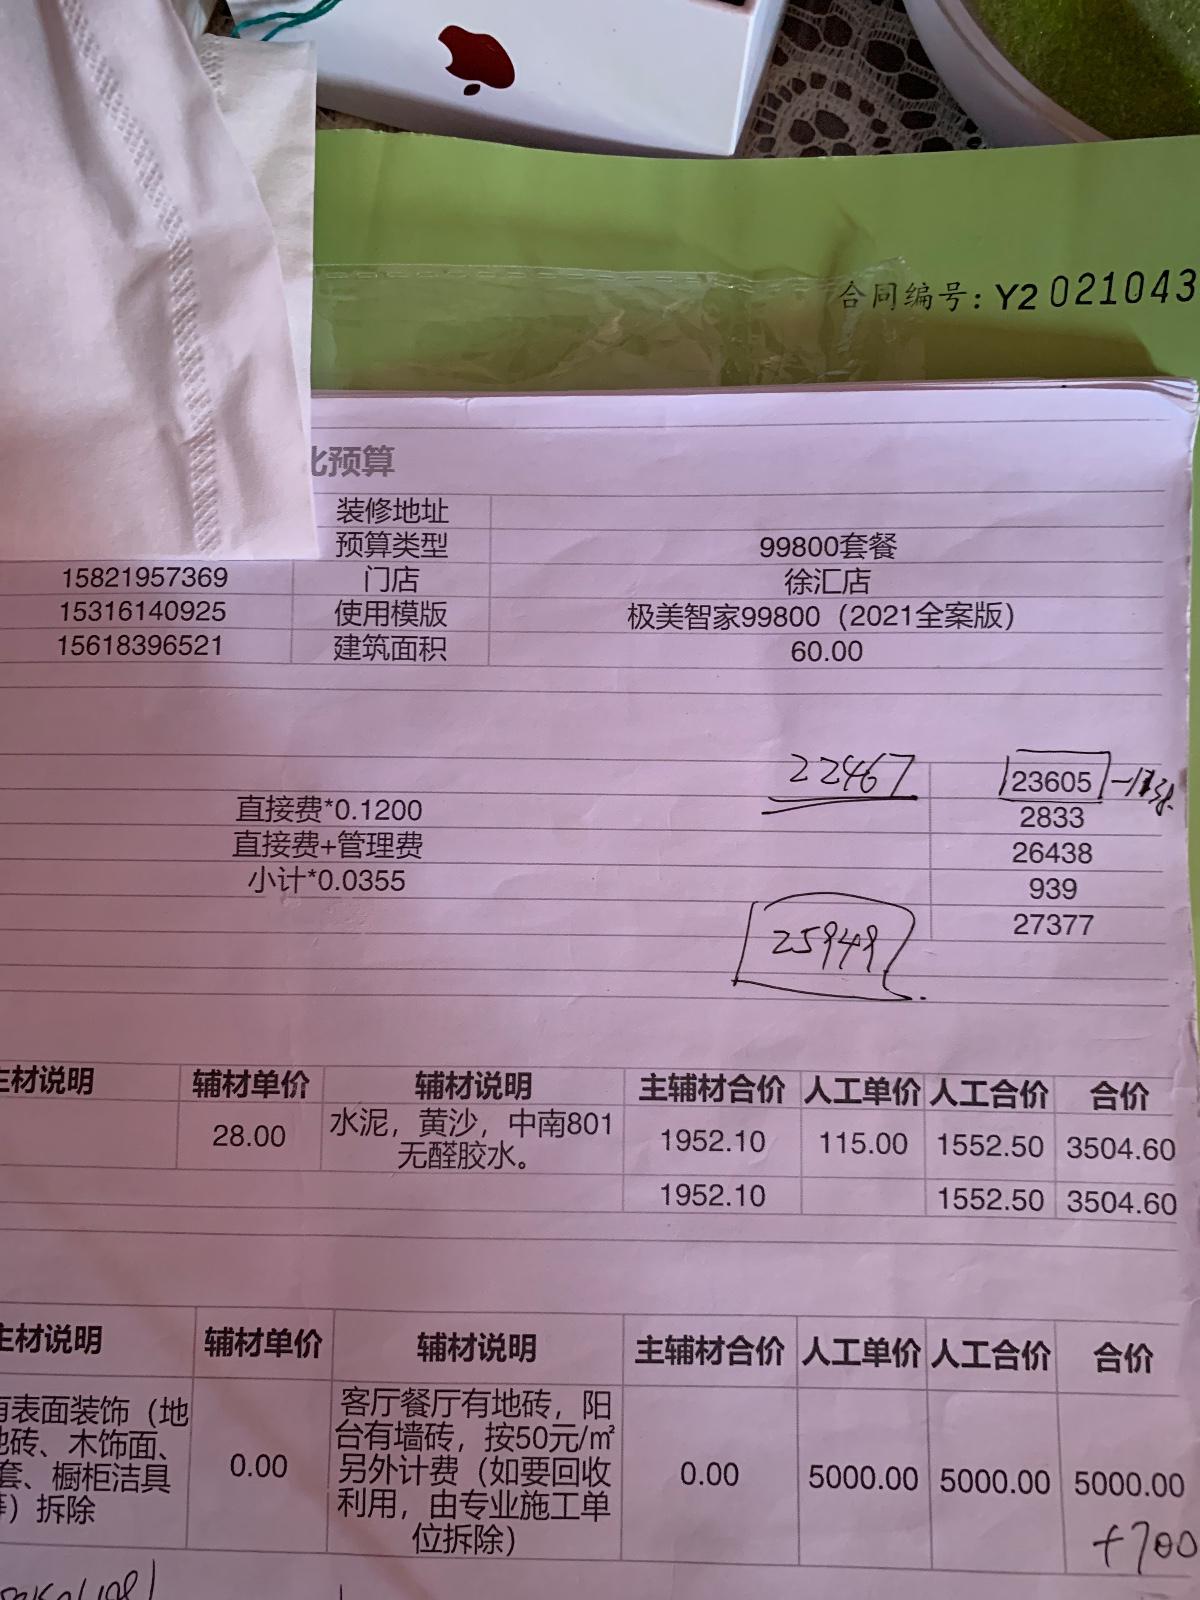 合同编号: Y2 021043
比预算
装修地址
预算类型 99800套餐
15821957369 门店 徐汇店
15316140925 使用模版 极美智家99800（2021全案版）
15618396521 建筑面积 60.00
22467 23605
直接费*0.1200 2833
直接费+管理费 26438
小计*0.0355 939
25949 27377
主材说明 辅材单价 辅材说明 主辅材合价 人工单价 人工合价 合价
28.00 水泥，黄沙，中南801 1952.10 115.00 1552.50 3504.60
无醛胶水。
1952.10 1552.50 3504.60
主材说明 辅材单价 辅材说明 主辅材合价 人工单价 人工合价 合价
有表面装饰（地 客厅餐厅有地砖，阳
地砖、木饰面、 台有墙砖，按50元/㎡
套、橱柜洁具 0.00 另外计费（如要回收 0.00 5000.00 5000.00 5000.00
等）拆除 利用，由专业施工单
位拆除）
+700